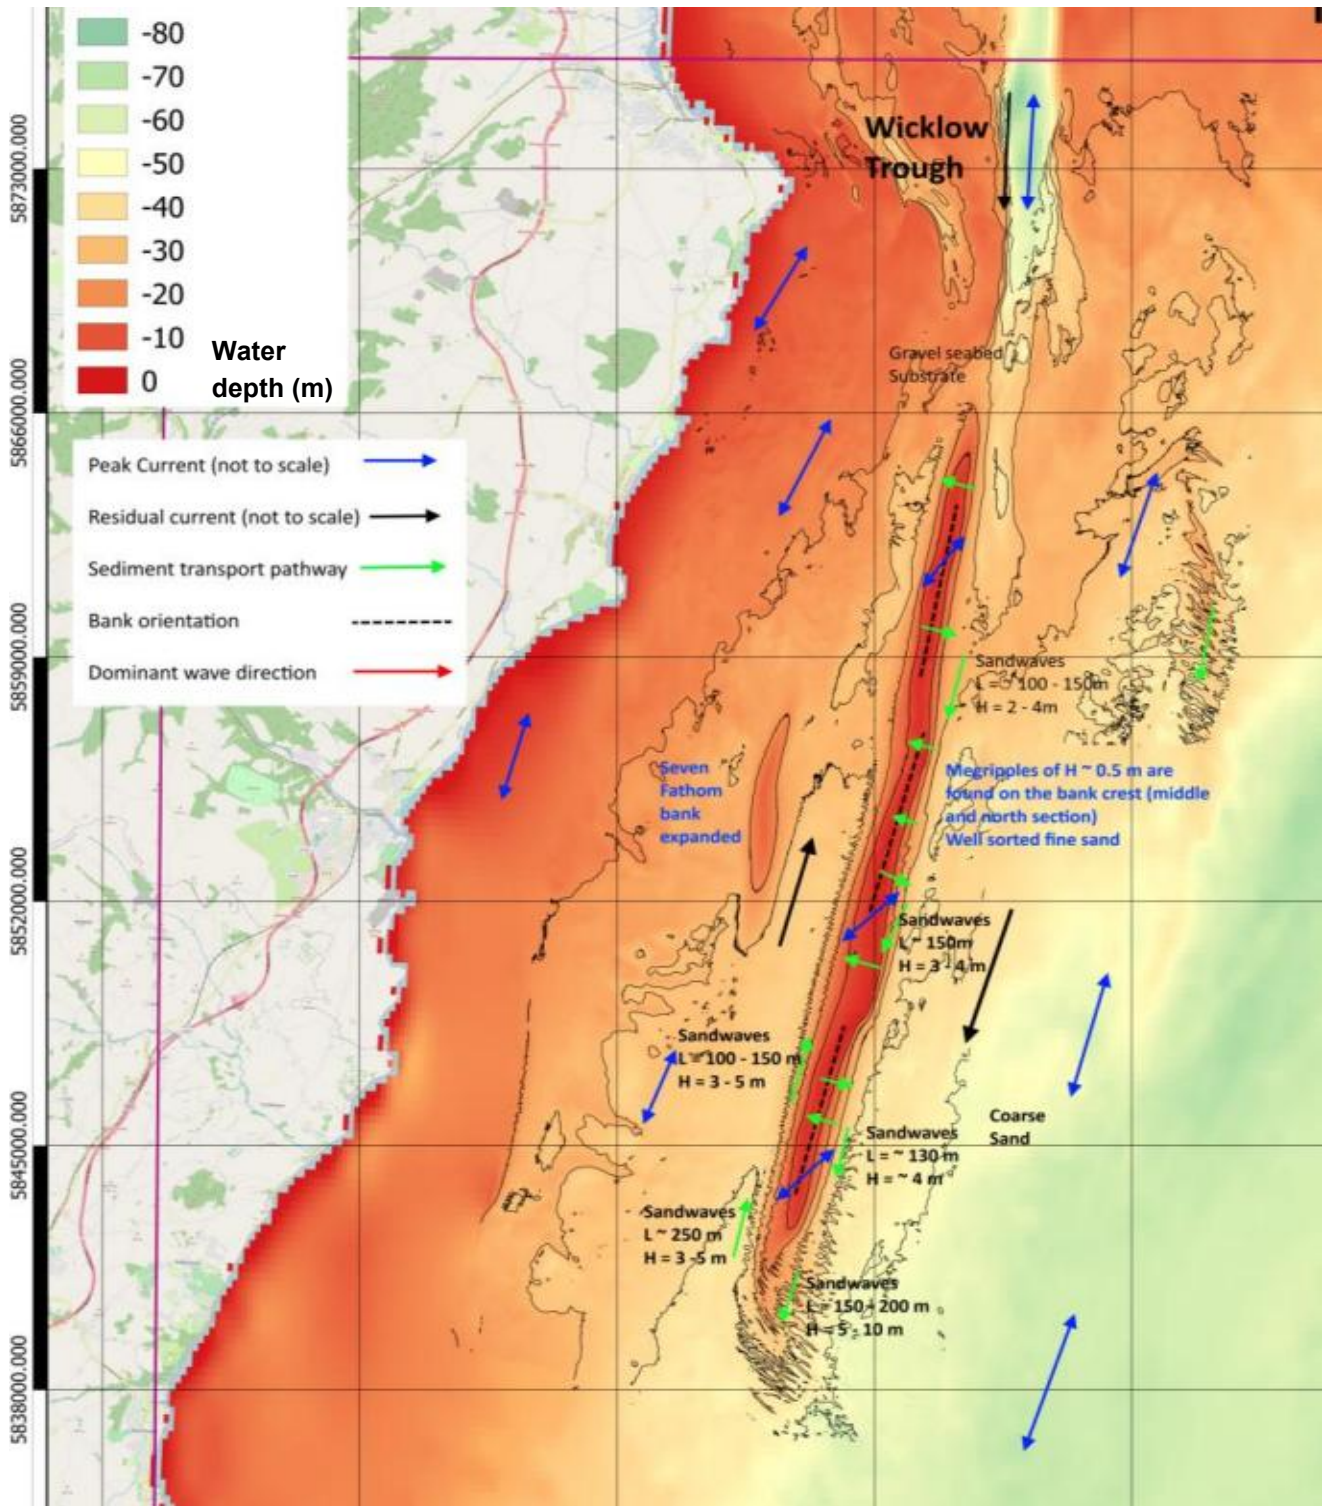 -80
-70
-60
-50
-40
-30
-20
-10
0
Water
depth (m)
Peak Current (not to scale)
Residual current (not to scale)
Sediment transport pathway
Bank orientation
Dominant wave direction
5873000.000
5866000.000
5859000.000
5852000.000
5845000.000
5838000.000
Wicklow
Trough
Gravel seabed
Substrate
Sandwaves
L = ~ 100 - 150m
H = 2 - 4m
Seven
Fathom
bank
expanded
Megripples of H ~ 0.5 m are
found on the bank crest (middle
and north section)
Well sorted fine sand
Sandwaves
L ~ 150m
H = 3 - 4 m
Sandwaves
L = 100 - 150 m
H = 3 - 5 m
Coarse
Sand
Sandwaves
L = ~ 130 m
H = ~ 4 m
Sandwaves
L ~ 250 m
H = 3 -5 m
Sandwaves
L = 150 - 200 m
H = 5 - 10 m